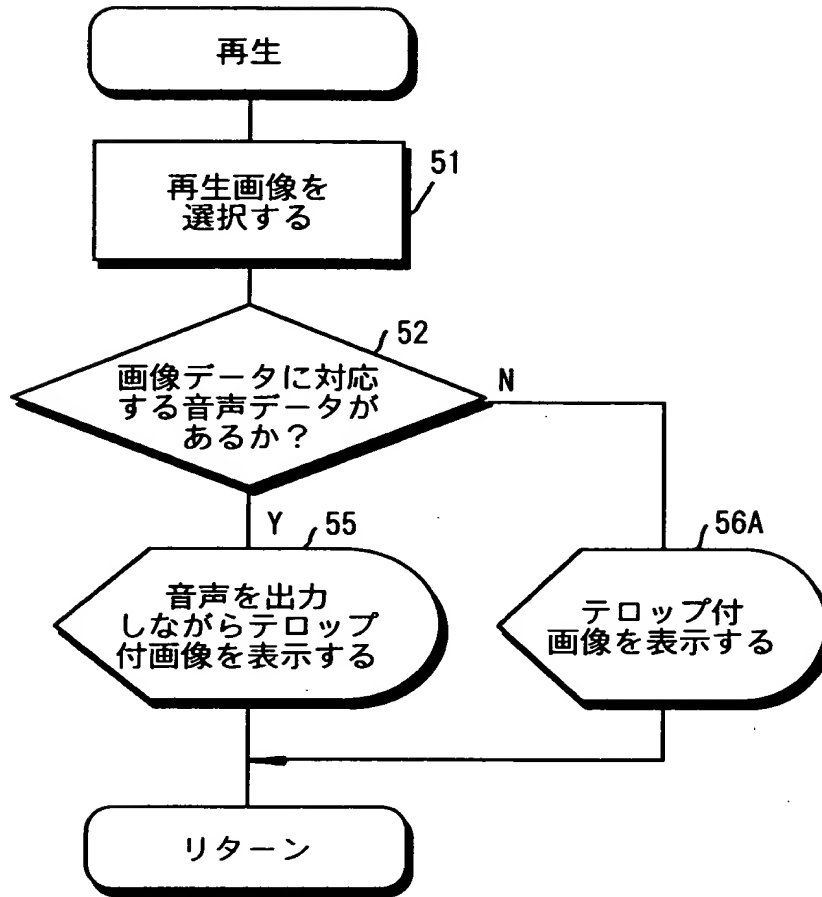 再生
51
再生画像を
選択する
52
画像データに対応
する音声データが
あるか？
N
Y
55
音声を出力
しながらテロップ
付画像を表示する
56A
テロップ付
画像を表示する
リターン